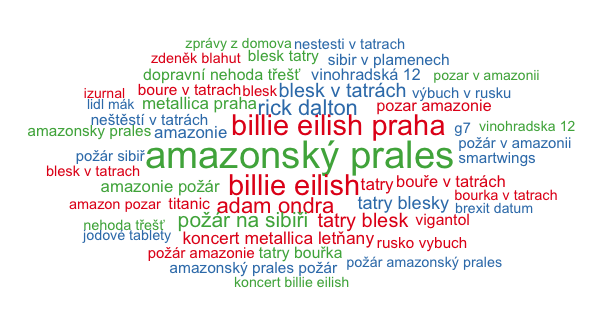 zprávy z domova nestesti v tatrach
zdeněk blahut blesk tatry sibir v plamenech
dopravní nehoda třešť vinohradská 12 pozar v amazonii
izurnal boure v tatrach blesk blesk v tatrách výbuch v rusku
lidl mák metallica praha rick dalton pozar amazonie
neštěstí v tatrách billie eilish praha g7 vinohradska 12
amazonsky prales amazonie požár v amazonii
požár sibiř amazonský prales smartwings
blesk v tatrach
amazonie požár billie eilish tatry bouře v tatrách
amazon pozar titanic adam ondra tatry blesky bourka v tatrach
brexit datum
nehoda třešť požár na sibiři tatry blesk vigantol
jodové tablety koncert metallica letňany rusko vybuch
požár amazonie tatry bouřka
amazonský prales požár požár amazonský prales
koncert billie eilish